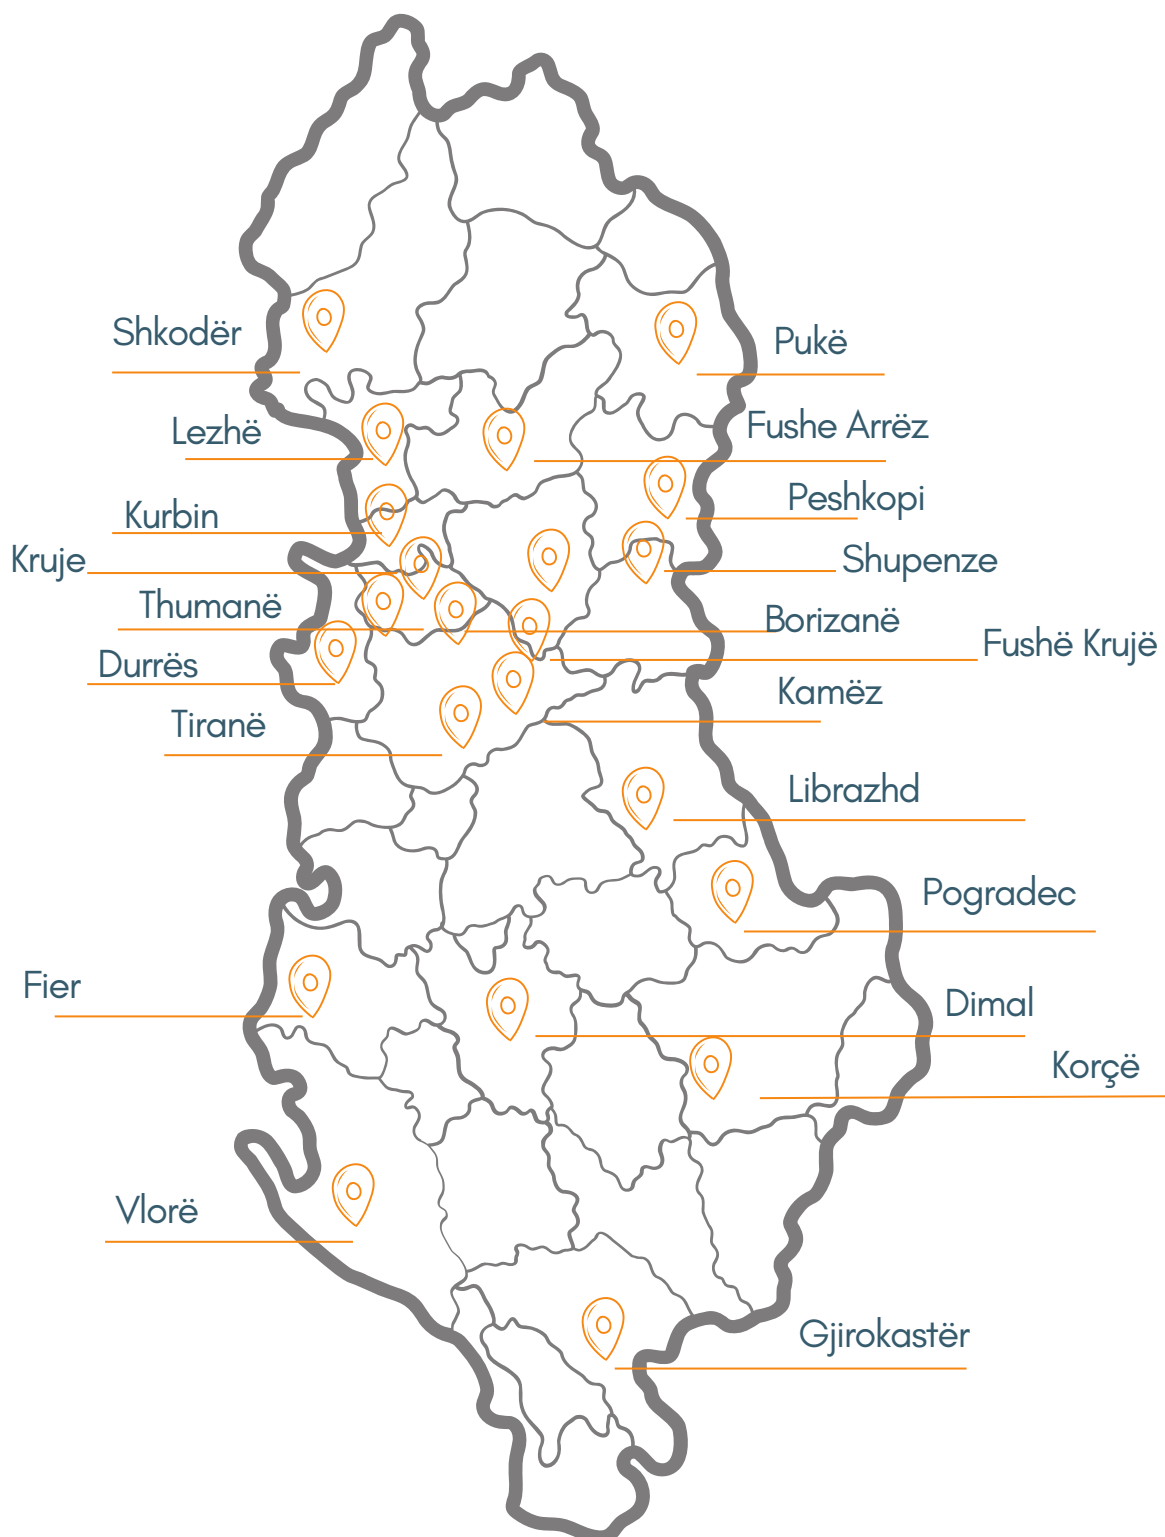 Shkodër
Pukë
Lezhë
Fushe Arrëz
Kurbin
Peshkopi
Kruje
Shupenze
Thumanë
Borizanë
Fushë Krujë
Durrës
Kamëz
Tiranë
Librazhd
Pogradec
Fier
Dimal
Korçë
Vlorë
Gjirokastër